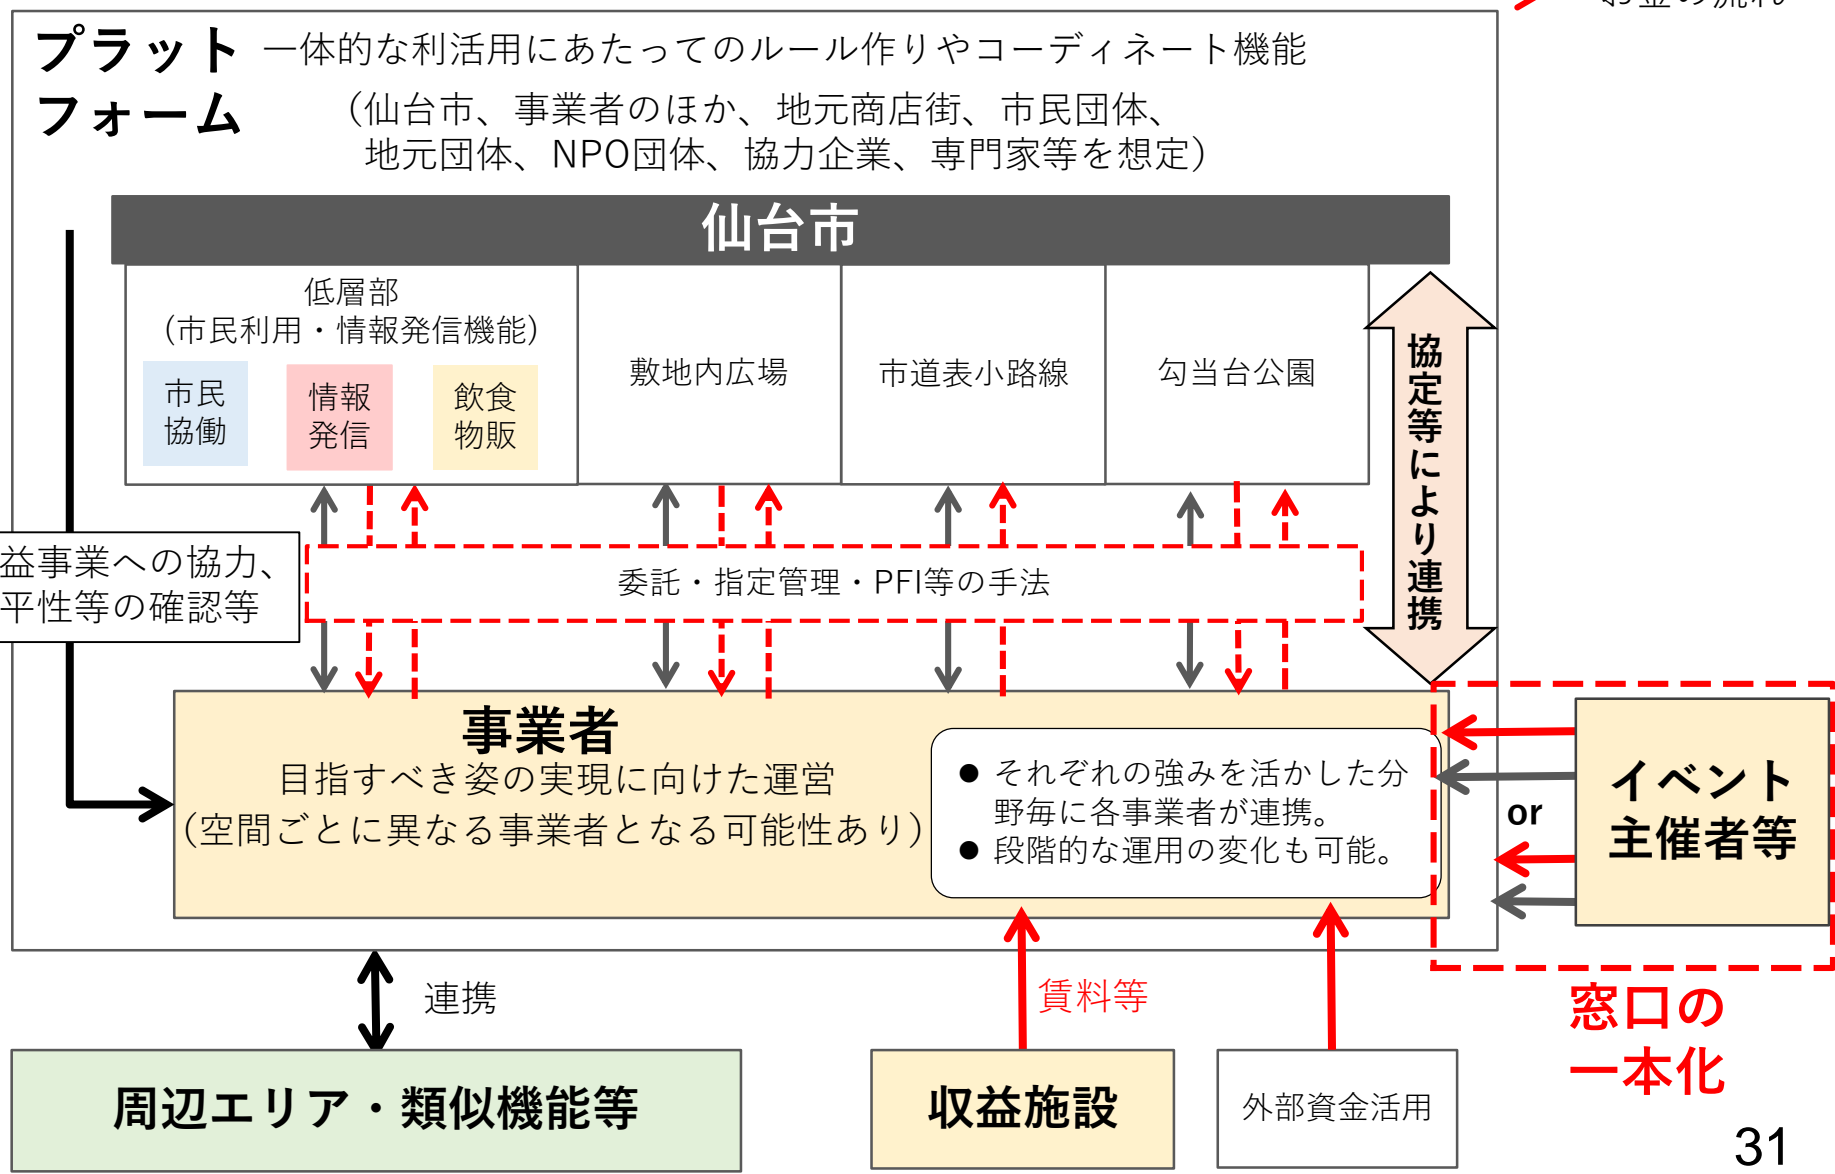 お金の流れ
プラット
フォーム
一体的な利活用にあたってのルール作りやコーディネート機能
（仙台市、事業者のほか、地元商店街、市民団体、
地元団体、NPO団体、協力企業、専門家等を想定）
仙台市
低層部
（市民利用・情報発信機能）
市民
協働
情報
発信
飲食
物販
敷地内広場
市道表小路線
勾当台公園
協定等により連携
益事業への協力、
平性等の確認等
委託・指定管理・PFI等の手法
事業者
目指すべき姿の実現に向けた運営
（空間ごとに異なる事業者となる可能性あり）
● それぞれの強みを活かした分
野毎に各事業者が連携。
● 段階的な運用の変化も可能。
or
イベント
主催者等
連携
賃料等
窓口の
一本化
周辺エリア・類似機能等
収益施設
外部資金活用
31